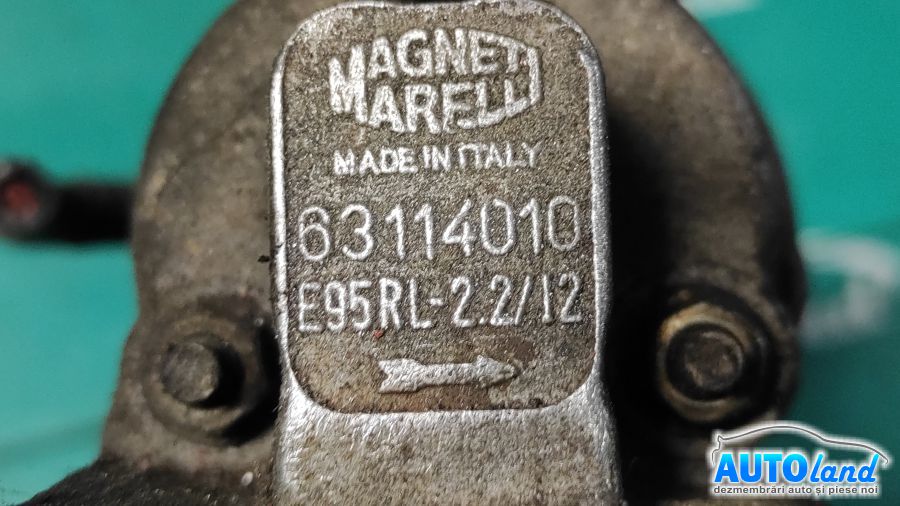 MAGNETI
MARELLI
MADE IN ITALY
63114010
E95RL-2.2/12
AUTOland
dezmembrări auto și piese noi